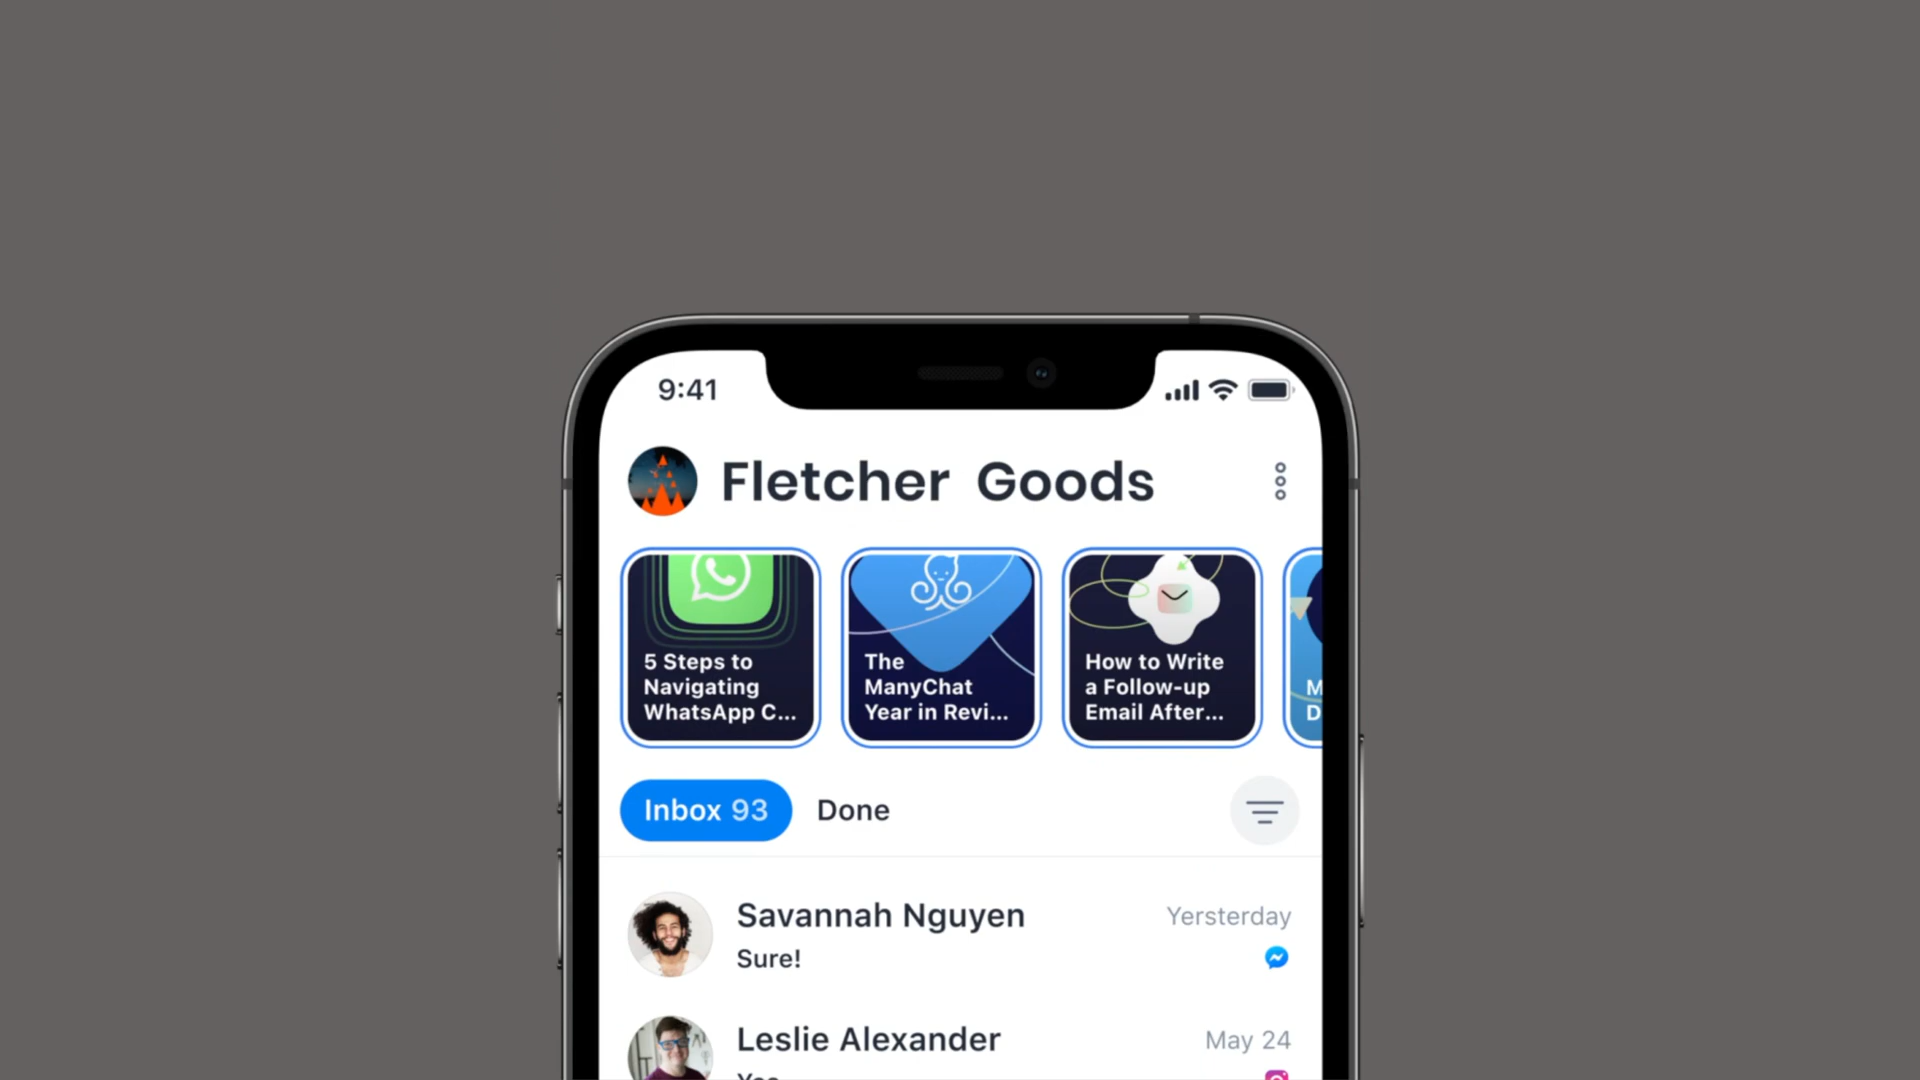 9:41
Fletcher Goods
5 Steps to
Navigating
WhatsApp C...
The
ManyChat
Year in Revi...
How to Write
a Follow-up
Email After...
M
D
Inbox 93
Done
Savannah Nguyen
Yersterday
Sure!
Leslie Alexander
May 24